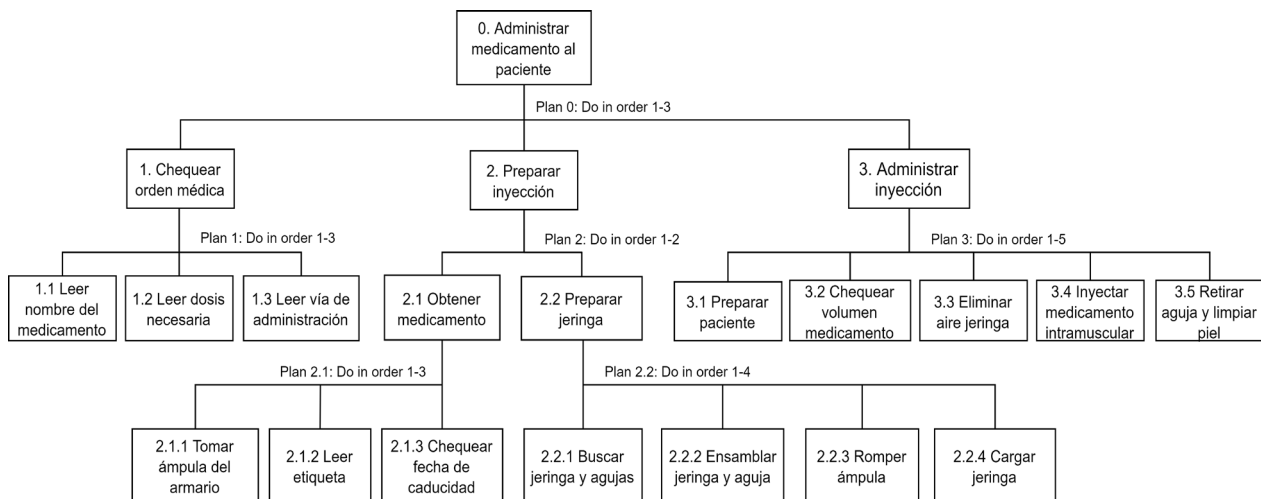 0. Administrar
medicamento al
paciente
Plan 0: Do in order 1-3
1. Chequear
orden médica
2. Preparar
inyección
3. Administrar
inyección
Plan 1: Do in order 1-3
Plan 2: Do in order 1-2
Plan 3: Do in order 1-5
1.1 Leer
nombre del
medicamento
1.2 Leer dosis
necesaria
1.3 Leer vía de
administración
2.1 Obtener
medicamento
2.2 Preparar
jeringa
3.1 Preparar
paciente
3.2 Chequear
volumen
medicamento
3.3 Eliminar
aire jeringa
3.4 Inyectar
medicamento
intramuscular
3.5 Retirar
aguja y limpiar
piel
Plan 2.1: Do in order 1-3
Plan 2.2: Do in order 1-4
2.1.1 Tomar
ámpula del
armario
2.1.2 Leer
etiqueta
2.1.3 Chequear
fecha de
caducidad
2.2.1 Buscar
jeringa y agujas
2.2.2 Ensamblar
jeringa y aguja
2.2.3 Romper
ámpula
2.2.4 Cargar
jeringa